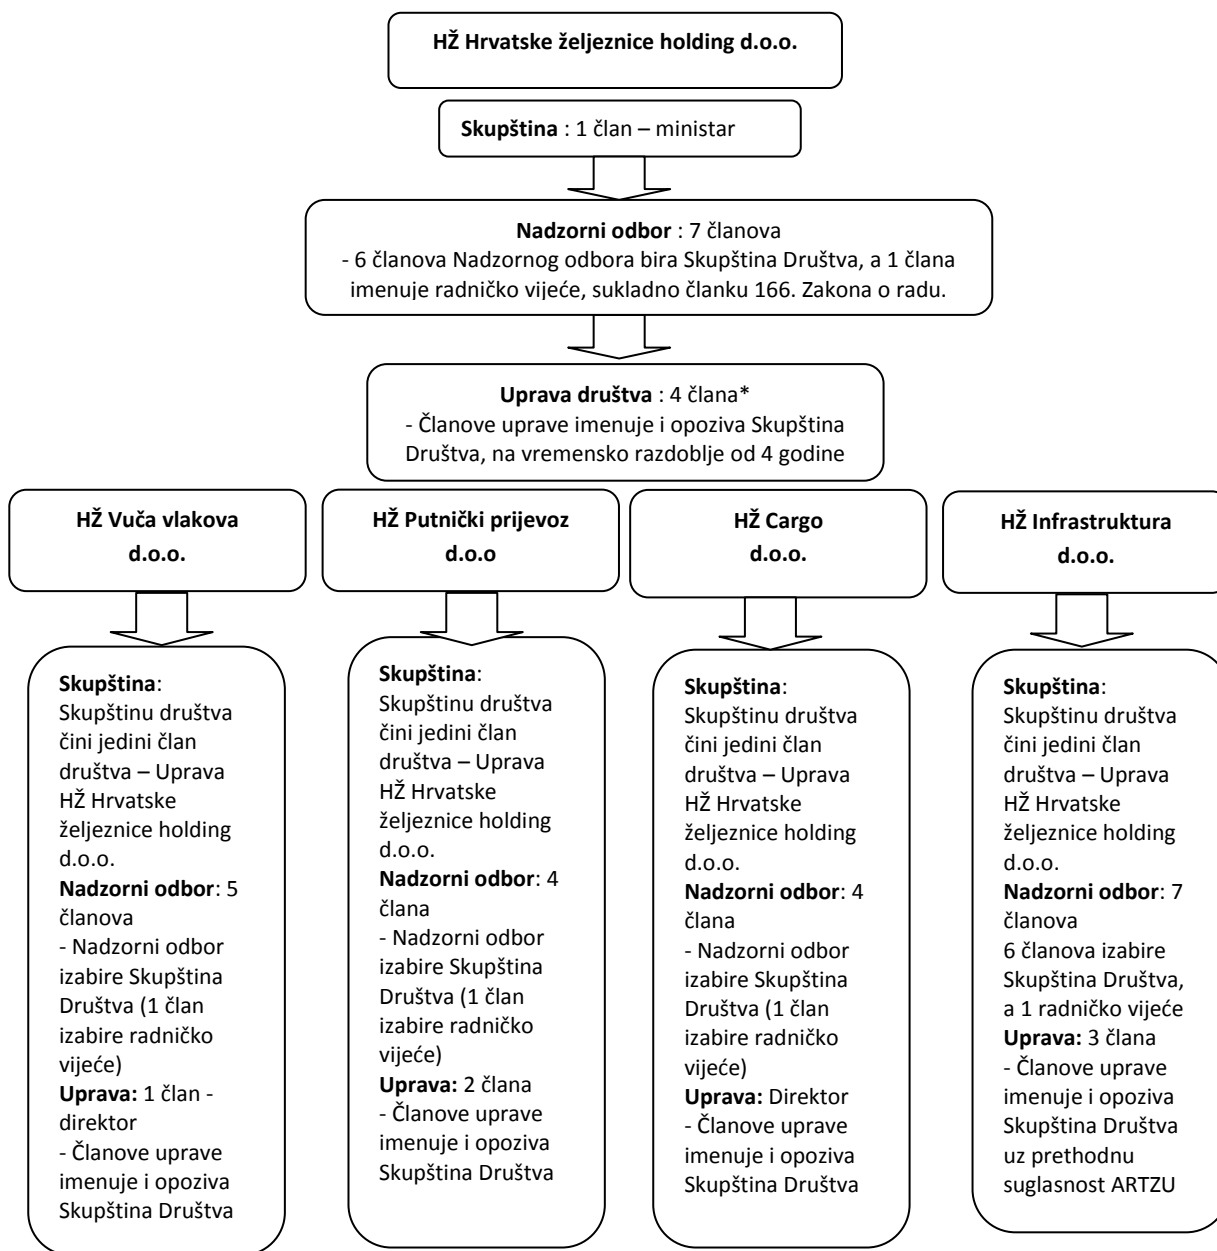 HŽ Hrvatske željeznice holding d.o.o.
Skupština : 1 član – ministar
Nadzorni odbor : 7 članova
- 6 članova Nadzornog odbora bira Skupština Društva, a 1 člana
imenuje radničko vijeće, sukladno članku 166. Zakona o radu.
Uprava društva : 4 člana*
- Članove uprave imenuje i opoziva Skupština
Društva, na vremensko razdoblje od 4 godine
HŽ Vuča vlakova
d.o.o.
HŽ Putnički prijevoz
d.o.o
HŽ Cargo
d.o.o.
HŽ Infrastruktura
d.o.o.
Skupština:
Skupštinu društva
čini jedini član
društva – Uprava
HŽ Hrvatske
željeznice holding
d.o.o.
Nadzorni odbor: 5
članova
- Nadzorni odbor
izabire Skupština
Društva (1 član
izabire radničko
vijeće)
Uprava: 1 član -
direktor
- Članove uprave
imenuje i opoziva
Skupština Društva
Skupština:
Skupštinu društva
čini jedini član
društva – Uprava
HŽ Hrvatske
željeznice holding
d.o.o.
Nadzorni odbor: 4
člana
- Nadzorni odbor
izabire Skupština
Društva (1 član
izabire radničko
vijeće)
Uprava: 2 člana
- Članove uprave
imenuje i opoziva
Skupština Društva
Skupština:
Skupštinu društva
čini jedini član
društva – Uprava
HŽ Hrvatske
željeznice holding
d.o.o.
Nadzorni odbor: 4
člana
- Nadzorni odbor
izabire Skupština
Društva (1 član
izabire radničko
vijeće)
Uprava: Direktor
- Članove uprave
imenuje i opoziva
Skupština Društva
Skupština:
Skupštinu društva
čini jedini član
društva – Uprava
HŽ Hrvatske
željeznice holding
d.o.o.
Nadzorni odbor: 7
članova
6 članova izabire
Skupština Društva,
a 1 radničko vijeće
Uprava: 3 člana
- Članove uprave
imenuje i opoziva
Skupština Društva
uz prethodnu
suglasnost ARTZU